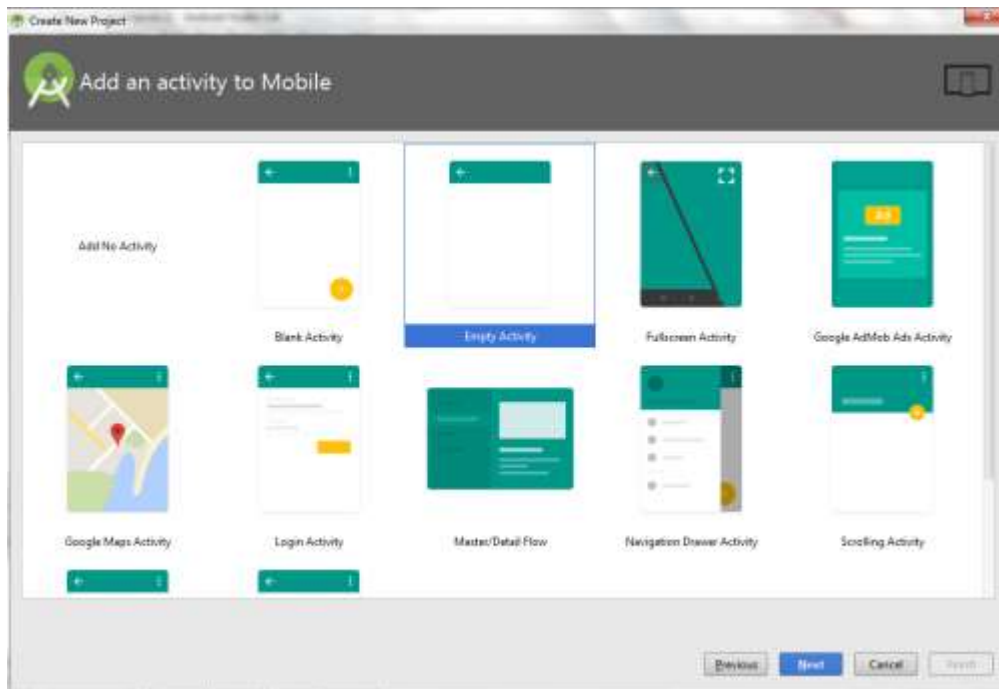 Create New Project
Add an activity to Mobile
Add No Activity
Blank Activity
Empty Activity
Fullscreen Activity
Ad
Google AdMob Ads Activity
Google Maps Activity
Login Activity
Master/Detail Flow
Navigation Drawer Activity
Scrolling Activity
Previous
Next
Cancel
Finish